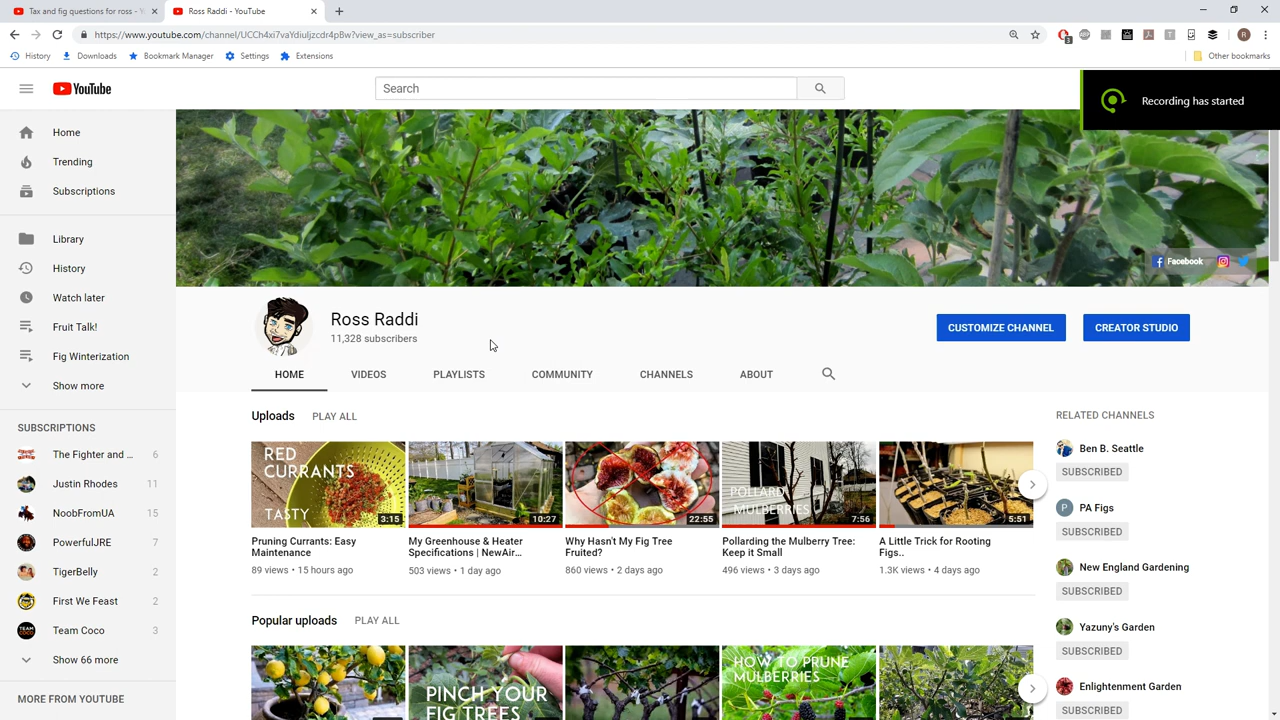 Tax and fig questions for ross - Y
Ross Raddi - YouTube
https://www.youtube.com/channel/UCCh4xi7vaYdiuljzcdr4pBw?view_as=subscriber
History
Downloads
Bookmark Manager
Settings
Extensions
Other bookmarks
YouTube
Search
Recording has started
Home
Trending
Subscriptions
Library
History
Watch later
Fruit Talk!
Fig Winterization
Show more
SUBSCRIPTIONS
The Fighter and ... 6
Justin Rhodes 11
NoobFromUA 15
PowerfulJRE 7
TigerBelly 2
First We Feast 2
Team Coco 3
Show 66 more
MORE FROM YOUTUBE
Facebook
Ross Raddi
11,328 subscribers
CUSTOMIZE CHANNEL
CREATOR STUDIO
HOME
VIDEOS
PLAYLISTS
COMMUNITY
CHANNELS
ABOUT
Uploads PLAY ALL
RED
CURRANTS
TASTY
3:15
Pruning Currants: Easy
Maintenance
89 views • 15 hours ago
10:27
My Greenhouse & Heater
Specifications | NewAir...
503 views • 1 day ago
22:55
Why Hasn't My Fig Tree
Fruited?
860 views • 2 days ago
POLLARD
MULBERRIES
7:56
Pollarding the Mulberry Tree:
Keep it Small
496 views • 3 days ago
5:51
A Little Trick for Rooting
Figs..
1.3K views • 4 days ago
Popular uploads PLAY ALL
PINCH YOUR
FIG TREES
HOW TO PRUNE
MULBERRIES
RELATED CHANNELS
Ben B. Seattle
SUBSCRIBED
P
PA Figs
SUBSCRIBED
New England Gardening
SUBSCRIBED
Yazuny's Garden
SUBSCRIBED
Enlightenment Garden
SUBSCRIBED